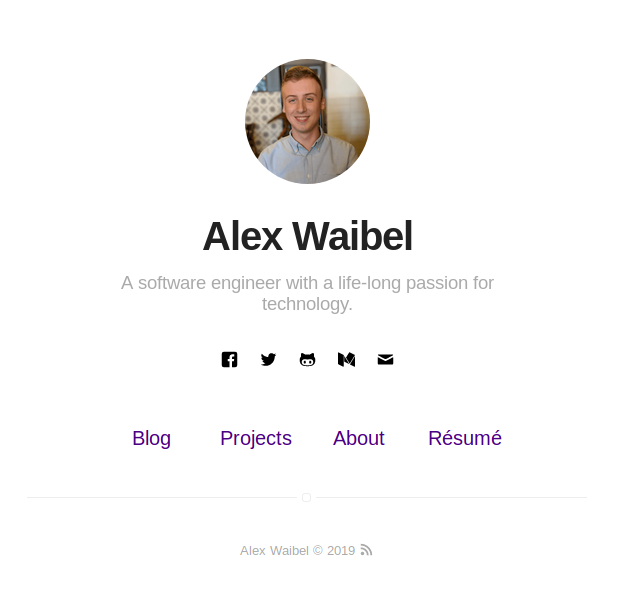 Alex Waibel
A software engineer with a life-long passion for
technology.
Blog Projects About Résumé
Alex Waibel © 2019